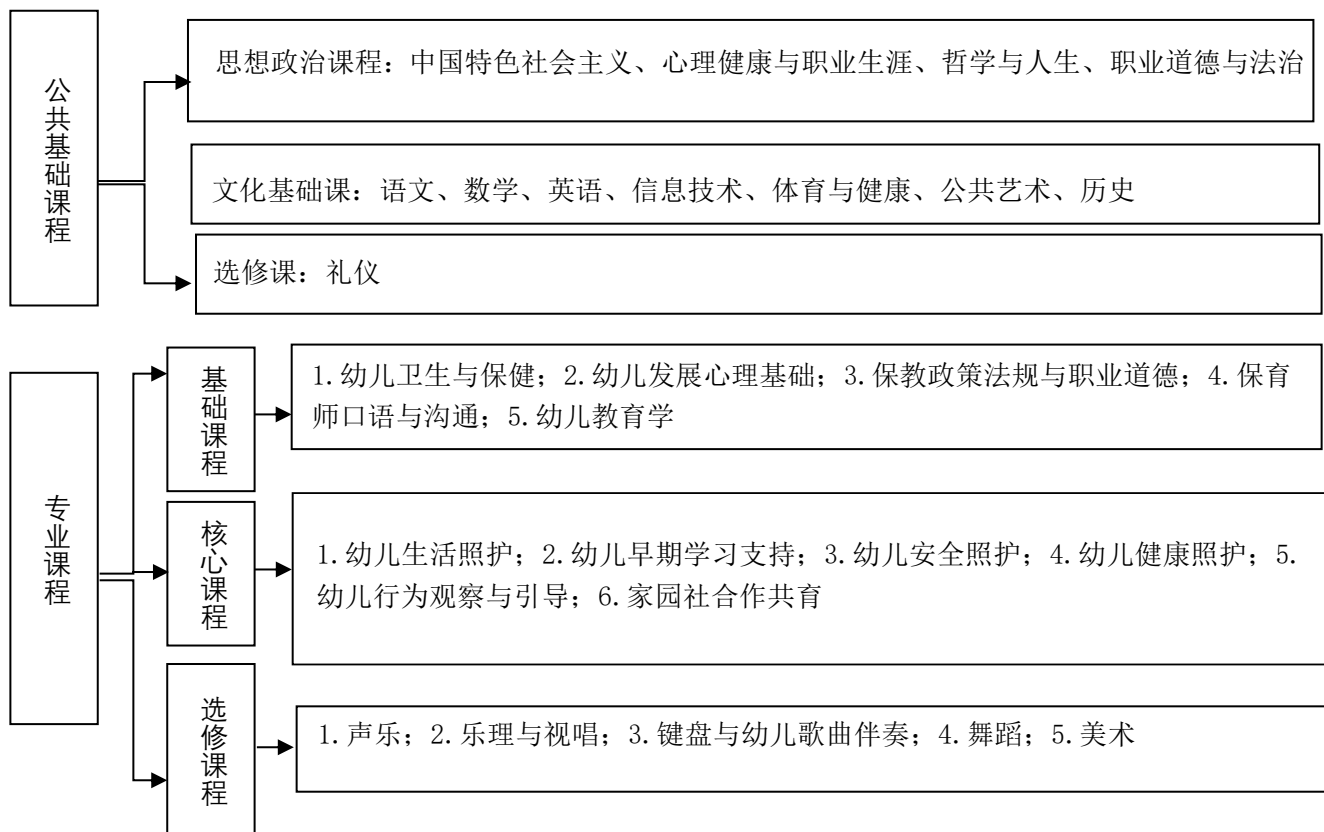 公共基础课程
思想政治课程：中国特色社会主义、心理健康与职业生涯、哲学与人生、职业道德与法治
文化基础课：语文、数学、英语、信息技术、体育与健康、公共艺术、历史
选修课：礼仪
专业课程
基础课程
1.幼儿卫生与保健；2.幼儿发展心理基础；3.保教政策法规与职业道德；4.保育
师口语与沟通；5.幼儿教育学
核心课程
1.幼儿生活照护；2.幼儿早期学习支持；3.幼儿安全照护；4.幼儿健康照护；5.
幼儿行为观察与引导；6.家园社合作共育
选修课程
1.声乐；2.乐理与视唱；3.键盘与幼儿歌曲伴奏；4.舞蹈；5.美术